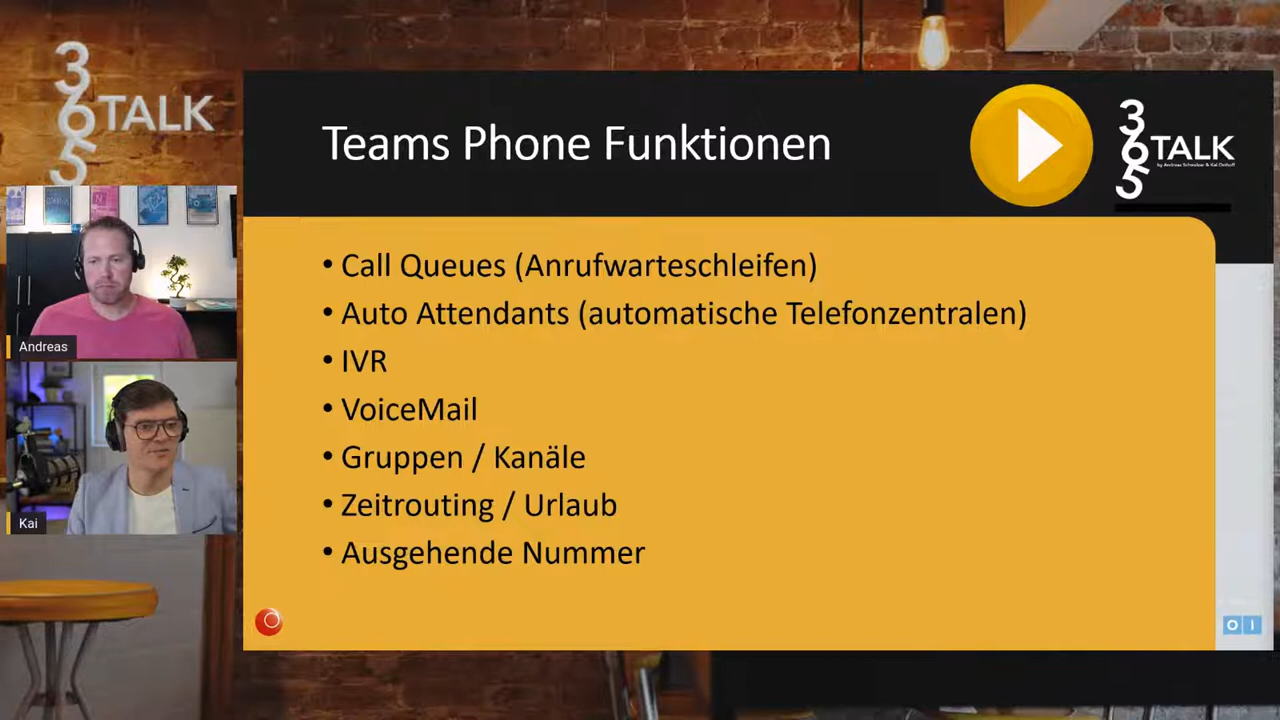 365 TALK
Teams Phone Funktionen
365 TALK
• Call Queues (Anrufwarteschleifen)
• Auto Attendants (automatische Telefonzentralen)
• IVR
• VoiceMail
• Gruppen / Kanäle
• Zeitrouting / Urlaub
• Ausgehende Nummer
Andreas
Kai